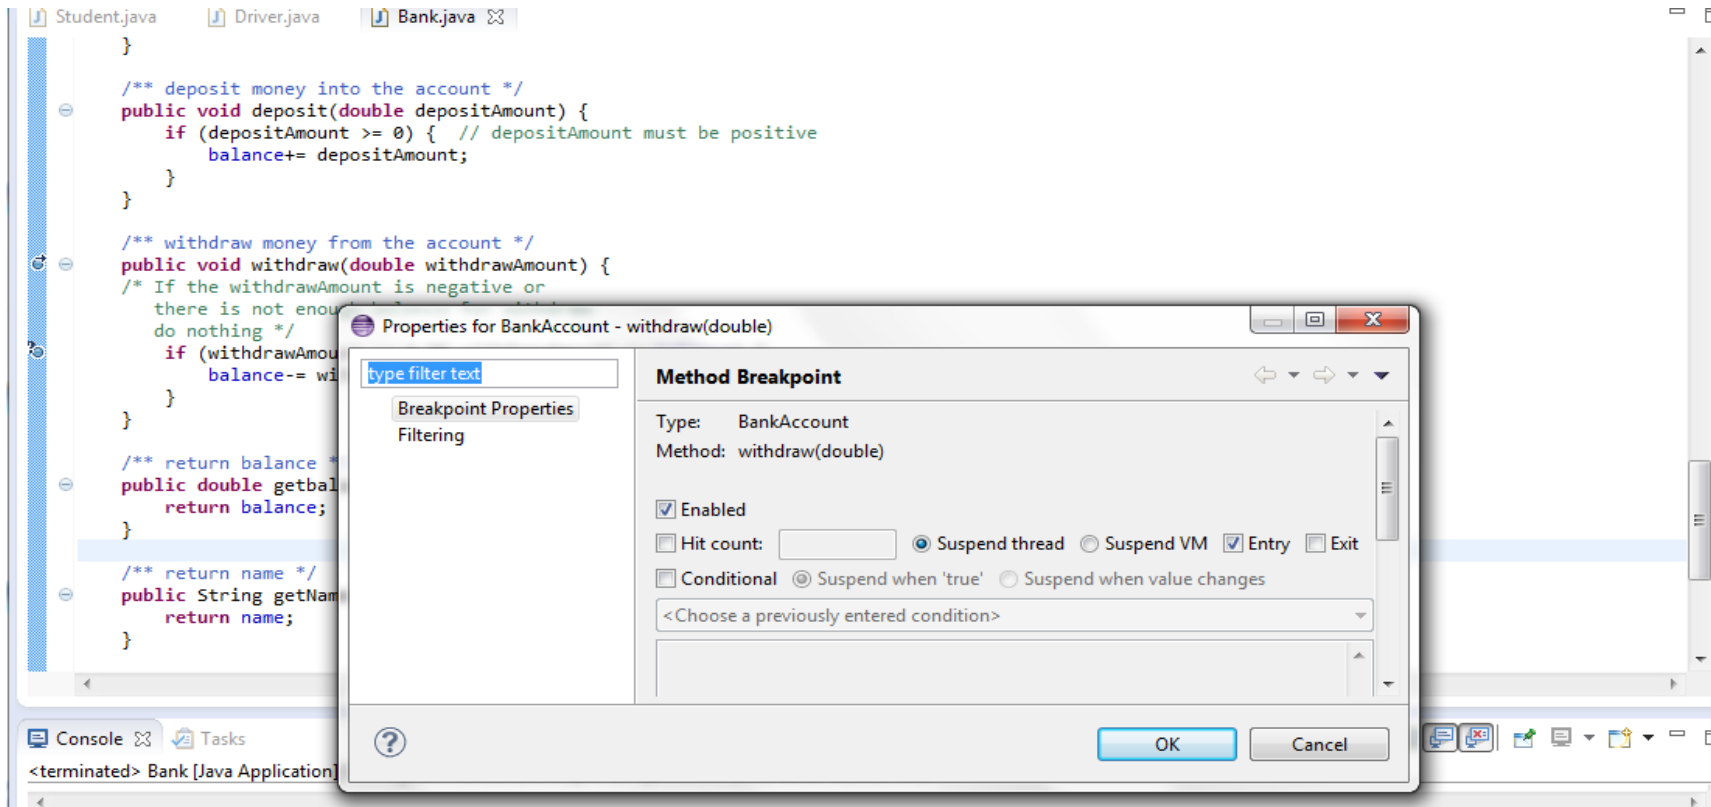 Student.java Driver.java Bank.java
}
/** deposit money into the account */
public void deposit(double depositAmount) {
if (depositAmount >= 0) { // depositAmount must be positive
balance+= depositAmount;
}
}
/** withdraw money from the account */
public void withdraw(double withdrawAmount) {
/* If the withdrawAmount is negative or
there is not enou
do nothing */
if (withdrawAmou
balance-= wi
}
}
/** return balance *
public double getbal
return balance;
}
/** return name */
public String getNam
return name;
}
Properties for BankAccount - withdraw(double)
type filter text
Breakpoint Properties
Filtering
Method Breakpoint
Type: BankAccount
Method: withdraw(double)
Enabled
Hit count: Suspend thread Suspend VM Entry Exit
Conditional Suspend when 'true' Suspend when value changes
<Choose a previously entered condition>
OK Cancel
Console Tasks
<terminated> Bank [Java Application]